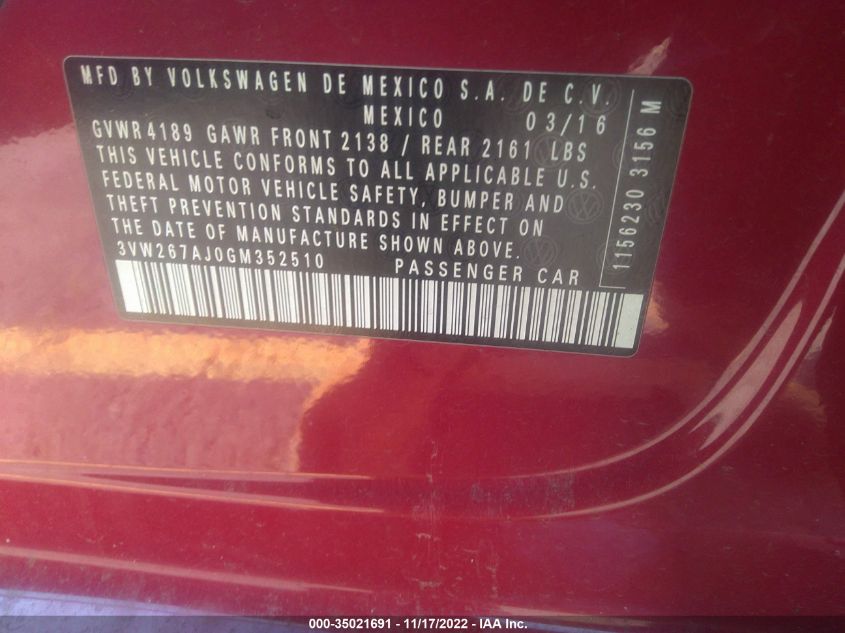 MFD BY VOLKSWAGEN DE MEXICO S.A. DE C.V.
MEXICO 03/16
GVWR 4189 GAWR FRONT 2138 / REAR 2161 LBS
THIS VEHICLE CONFORMS TO ALL APPLICABLE U.S.
FEDERAL MOTOR VEHICLE SAFETY, BUMPER AND
THEFT PREVENTION STANDARDS IN EFFECT ON
THE DATE OF MANUFACTURE SHOWN ABOVE.
3VW267AJ0GM352510 PASSENGER CAR
1156230 3156 M
000-35021691 - 11/17/2022 - IAA Inc.